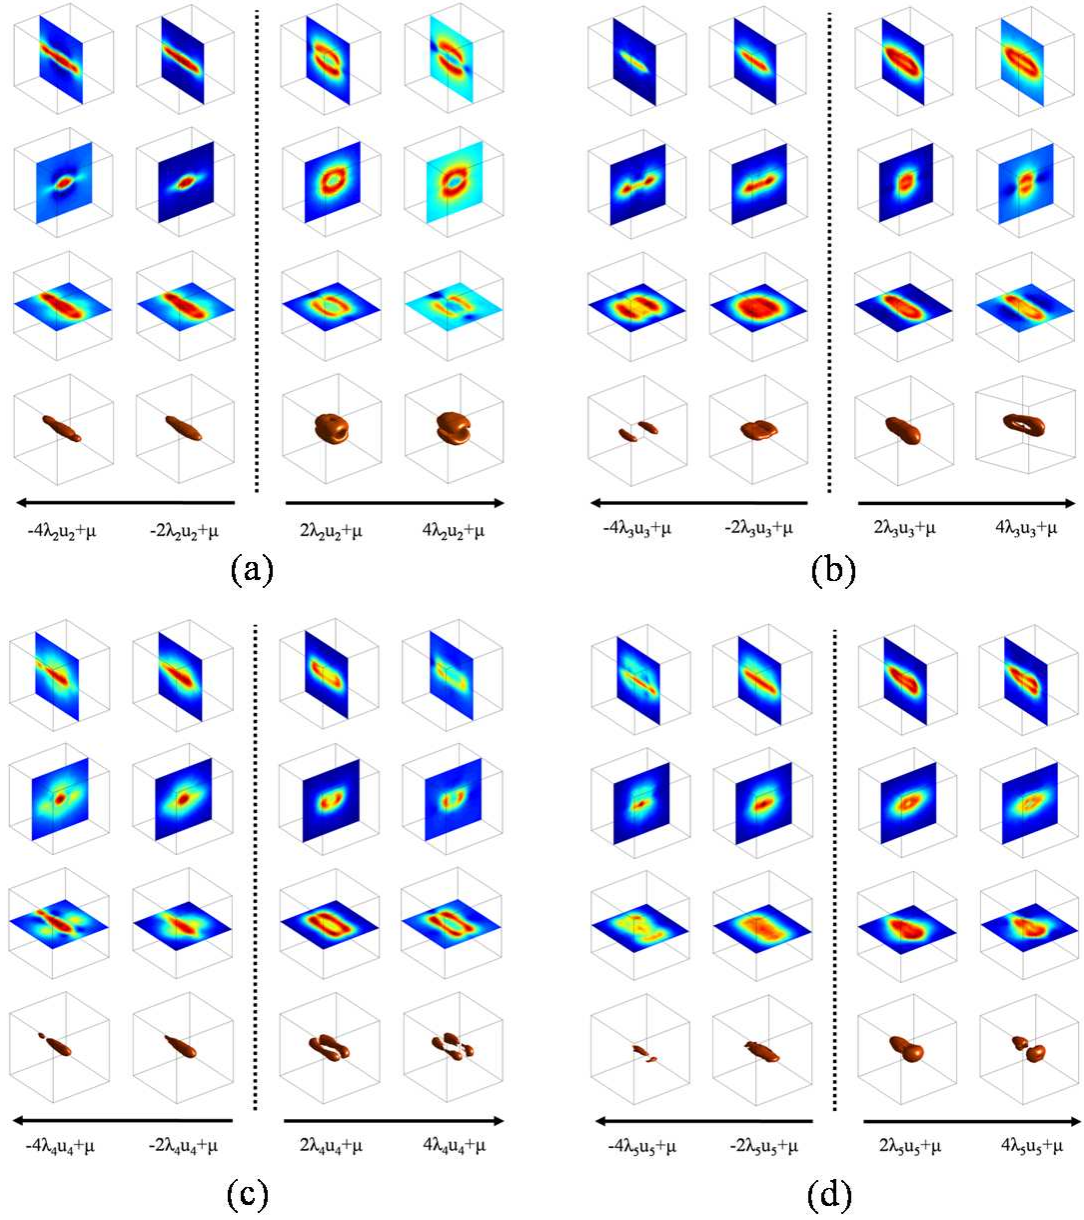 -4λ₂u₂+μ -2λ₂u₂+μ 2λ₂u₂+μ 4λ₂u₂+μ
(a)
-4λ₃u₃+μ -2λ₃u₃+μ 2λ₃u₃+μ 4λ₃u₃+μ
(b)
-4λ₄u₄+μ -2λ₄u₄+μ 2λ₄u₄+μ 4λ₄u₄+μ
(c)
-4λ₅u₅+μ -2λ₅u₅+μ 2λ₅u₅+μ 4λ₅u₅+μ
(d)